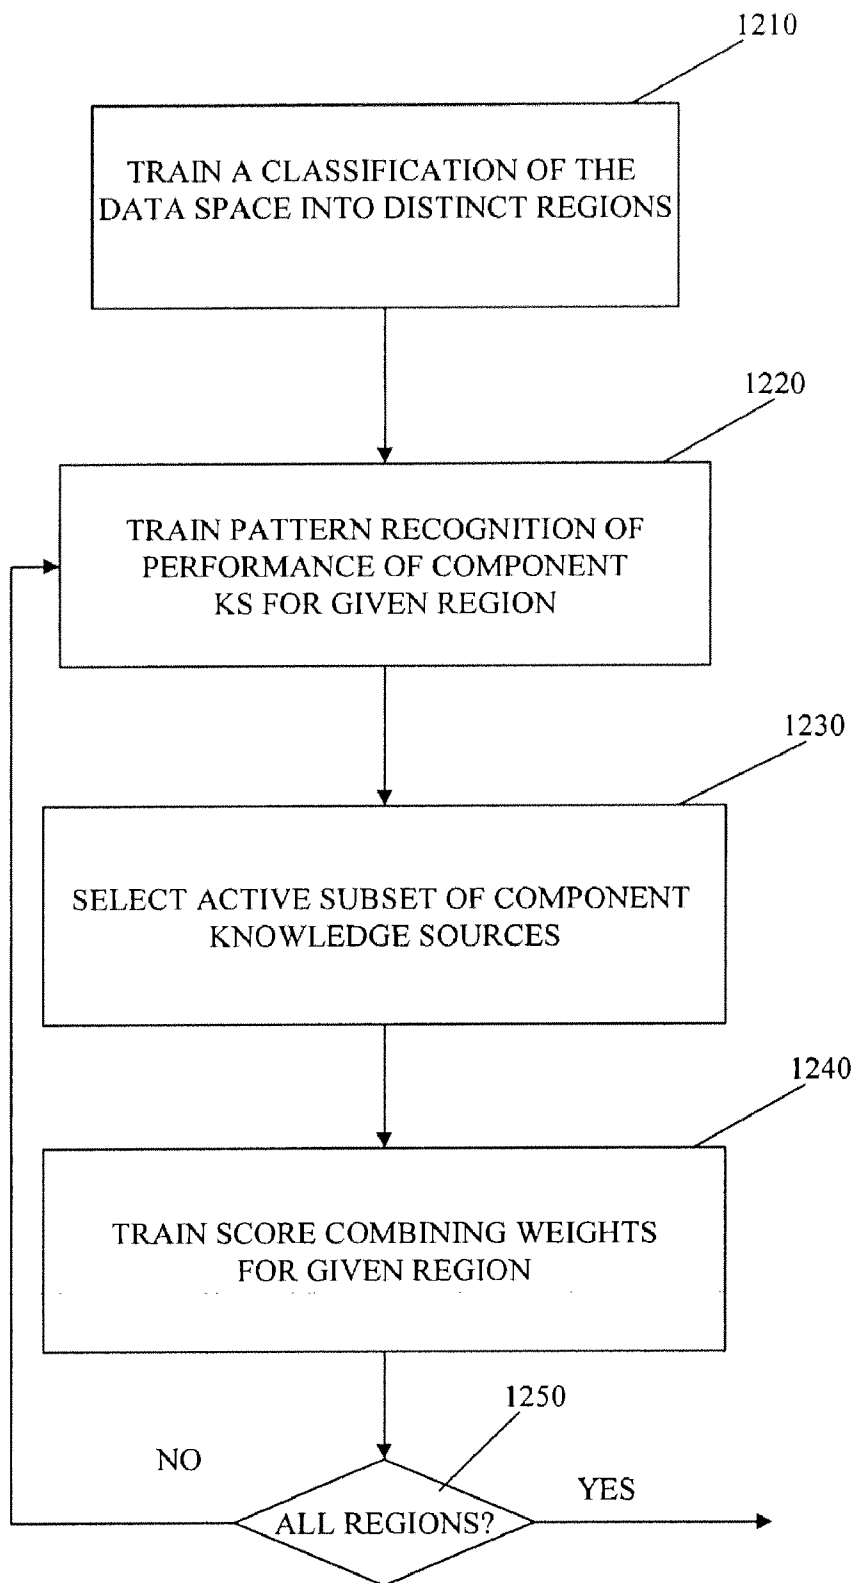 1210
TRAIN A CLASSIFICATION OF THE
DATA SPACE INTO DISTINCT REGIONS
1220
TRAIN PATTERN RECOGNITION OF
PERFORMANCE OF COMPONENT
KS FOR GIVEN REGION
1230
SELECT ACTIVE SUBSET OF COMPONENT
KNOWLEDGE SOURCES
1240
TRAIN SCORE COMBINING WEIGHTS
FOR GIVEN REGION
1250
NO
YES
ALL REGIONS?